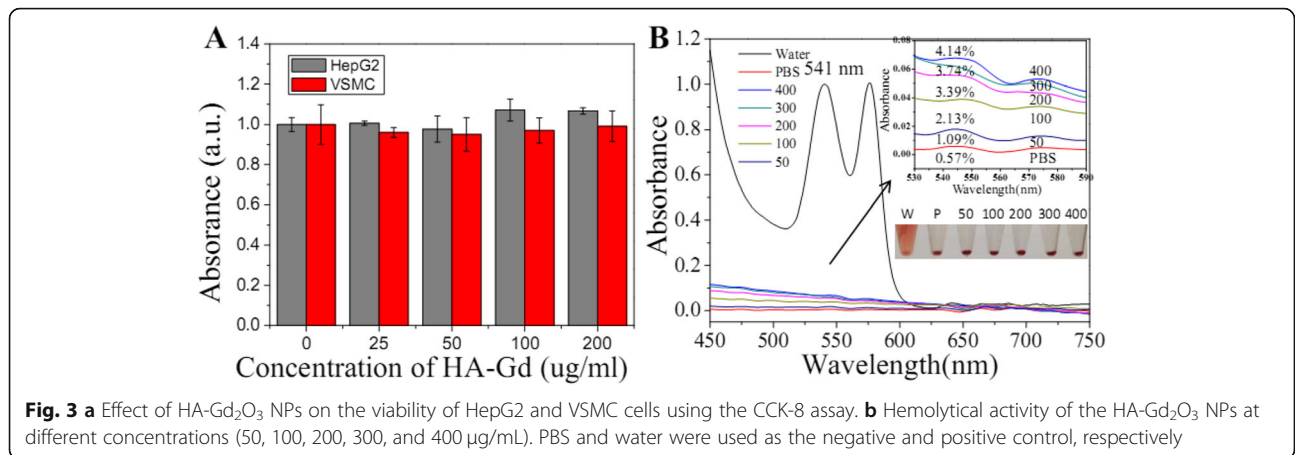 A
1.4
1.2
1.0
0.8
0.6
0.4
0.2
0.0
Absorance (a.u.)
HepG2
VSMC
0 25 50 100 200
Concentration of HA-Gd (ug/ml)
B
1.2
1.0
0.8
0.6
0.4
0.2
0.0
Absorbance
Water
PBS
400
300
200
100
50
541 nm
450 500 550 600 650 700 750
Wavelength(nm)
0.08
0.06
0.04
0.02
0.00
Absorbance
4.14%
3.74% 400
3.39% 300
200
2.13% 100
1.09% 50
0.57% PBS
530 540 550 560 570 580 590
Wavelength(nm)
W P 50 100 200 300 400
Fig. 3 a Effect of HA-Gd₂O₃ NPs on the viability of HepG2 and VSMC cells using the CCK-8 assay. b Hemolytical activity of the HA-Gd₂O₃ NPs at
different concentrations (50, 100, 200, 300, and 400 μg/mL). PBS and water were used as the negative and positive control, respectively